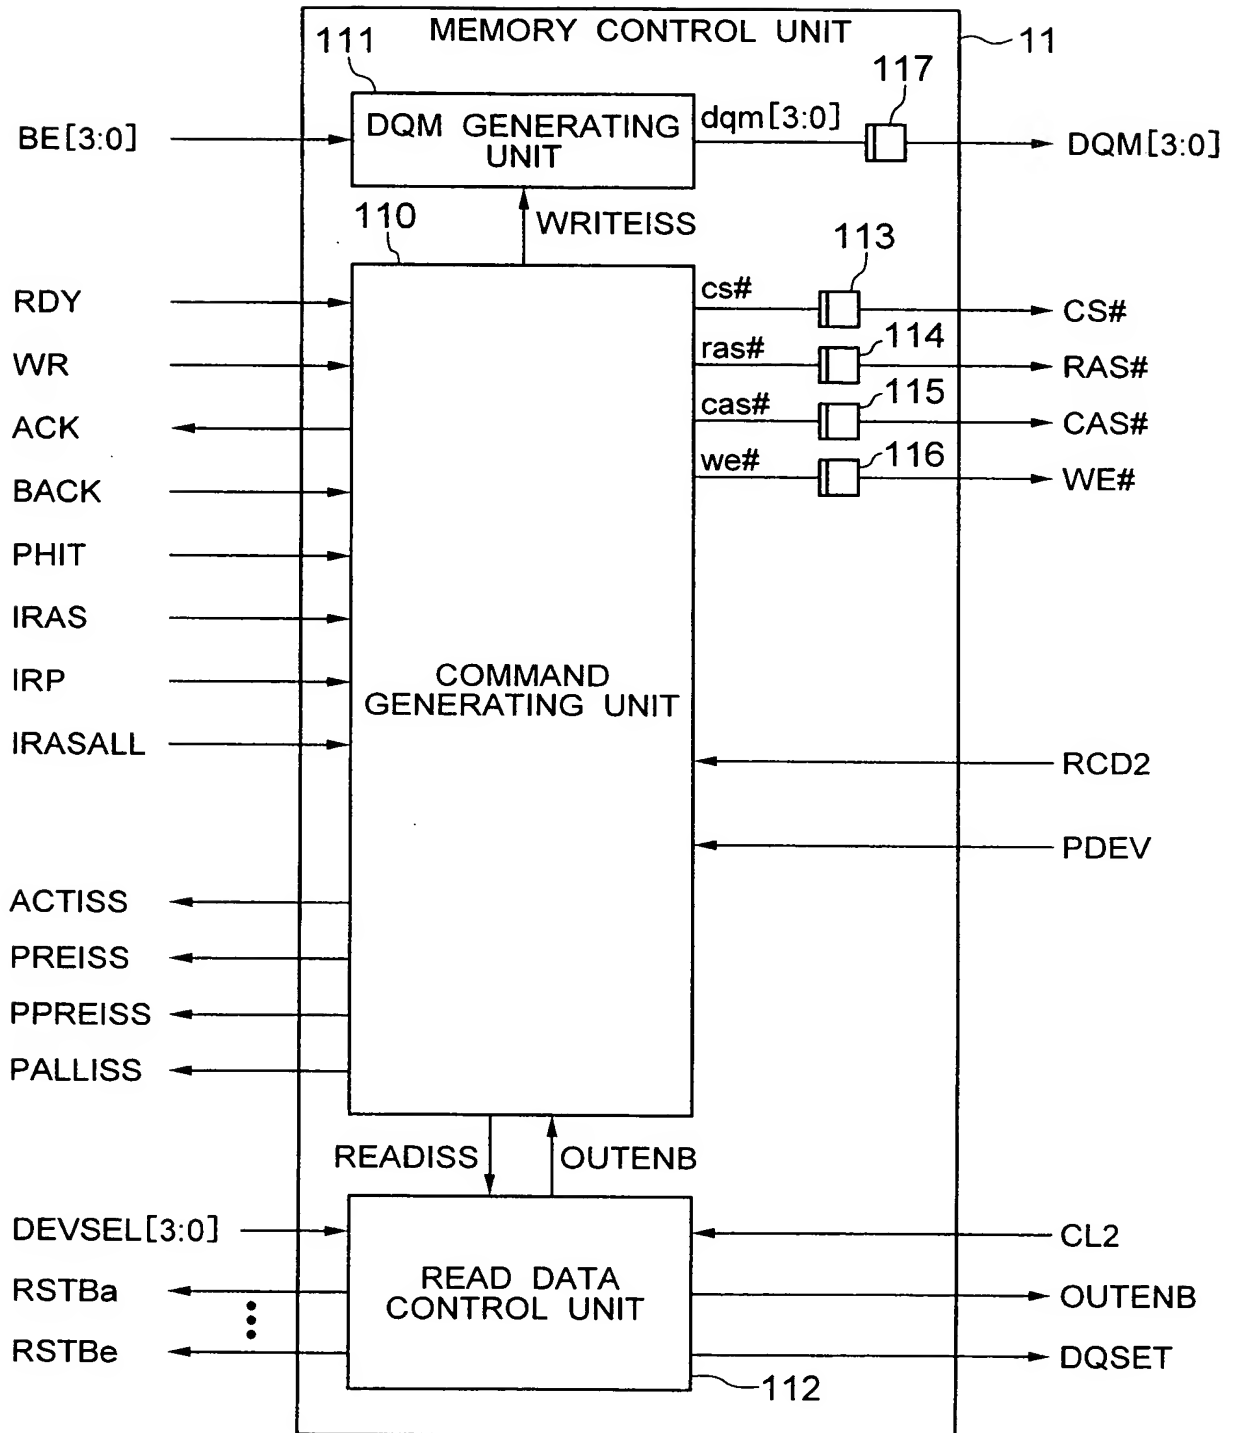 MEMORY CONTROL UNIT
11
111
117
BE[3:0]
DQM GENERATING
UNIT
dqm[3:0]
DQM[3:0]
110
WRITEISS
113
RDY
cs#
CS#
WR
ras#
114
RAS#
ACK
cas#
115
CAS#
BACK
we#
116
WE#
PHIT
IRAS
IRP
COMMAND
GENERATING UNIT
IRASALL
RCD2
PDEV
ACTISS
PREISS
PPREISS
PALLISS
READISS
OUTENB
DEVSEL[3:0]
CL2
RSTBa
READ DATA
CONTROL UNIT
OUTENB
RSTBe
DQSET
112